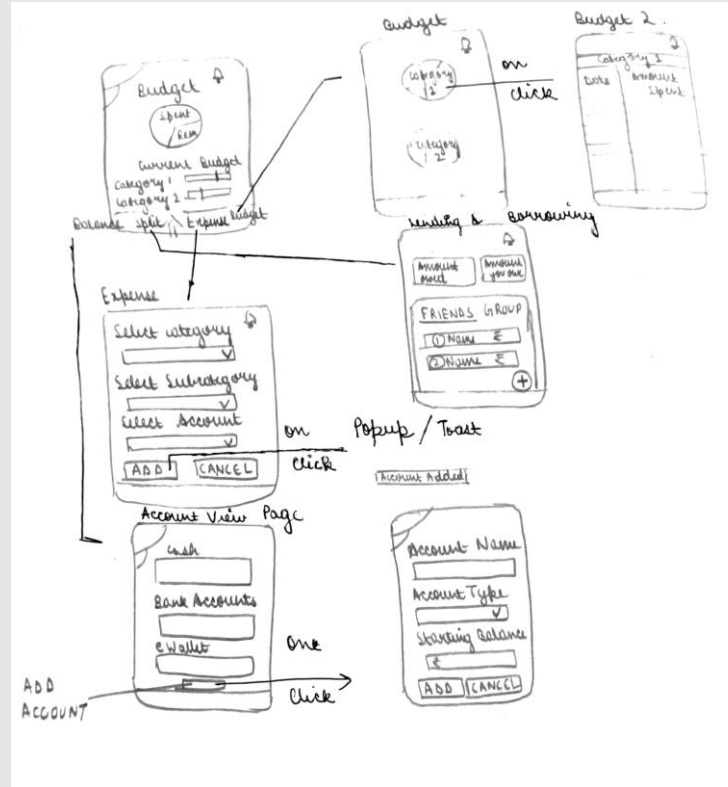 Budget
Spent
Rem
Current Budget
Category 1
Category 2
Balance Split Expense Budget
Budget
Category
2
Category
2
on
click
Budget 2
Category 1
Date Amount
Spent
Lending & Borrowing
Amount
owed
Amount
you owe
FRIENDS GROUP
① Name ₹
② Name ₹
+
Expense
Select category
Select Subcategory
Select Account
ADD CANCEL
on
click
Popup / Toast
Account Added
Account View Page
Cash
Bank Accounts
eWallet
ADD
ACCOUNT
One
Click
Account Name
Account Type
Starting Balance
₹
ADD CANCEL